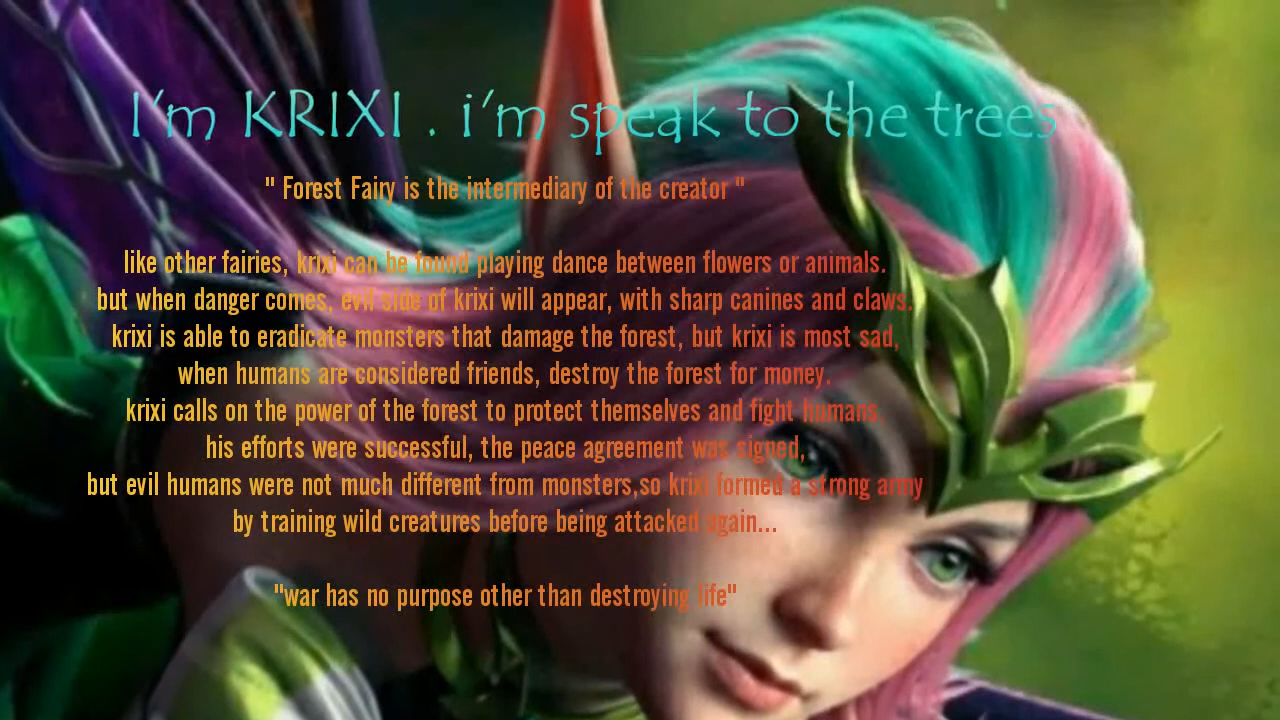 I'm KRIXI . i'm speak to the trees
" Forest Fairy is the intermediary of the creator "
like other fairies, krixi can be found playing dance between flowers or animals.
but when danger comes, evil side of krixi will appear, with sharp canines and claws.
krixi is able to eradicate monsters that damage the forest, but krixi is most sad,
when humans are considered friends, destroy the forest for money.
krixi calls on the power of the forest to protect themselves and fight humans.
his efforts were successful, the peace agreement was signed,
but evil humans were not much different from monsters,so krixi formed a strong army
by training wild creatures before being attacked again...
"war has no purpose other than destroying life"